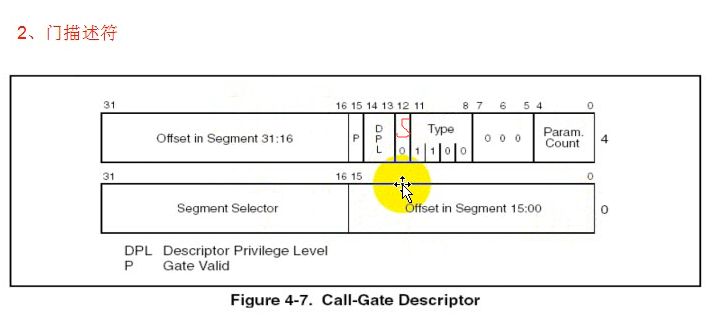 2、门描述符
31 16 15 14 13 12 11 8 7 6 5 4 0
Offset in Segment 31:16 P D P L S 0 Type 1 1 0 0 0 0 0 Param. Count 4
31 16 15 0
Segment Selector Offset in Segment 15:00 0
DPL Descriptor Privilege Level
P Gate Valid
Figure 4-7. Call-Gate Descriptor